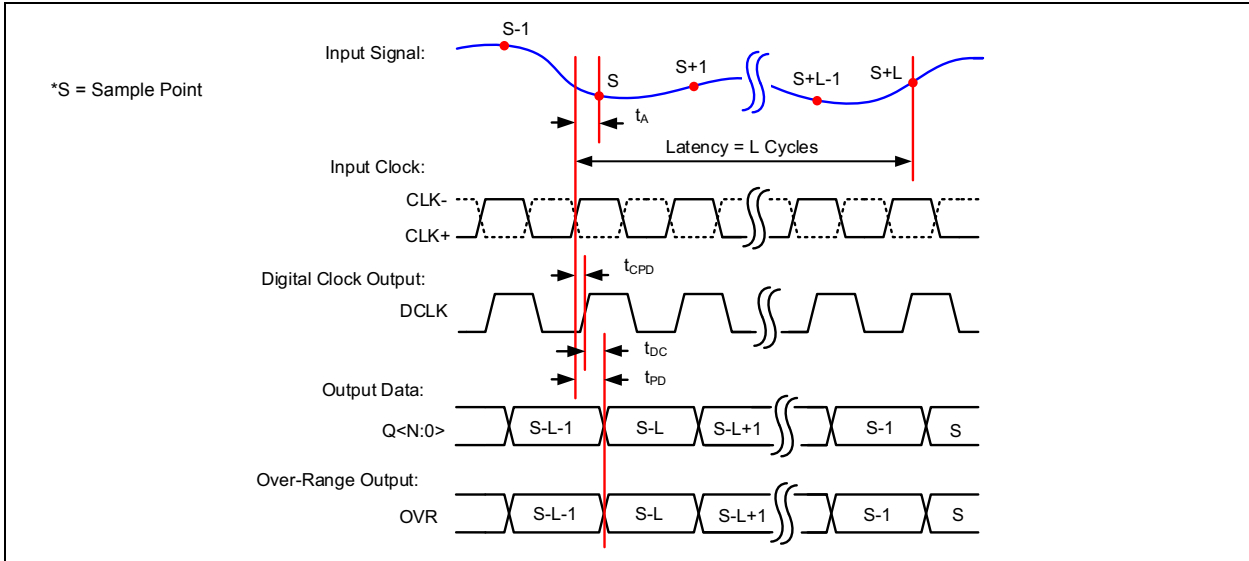 S-1
Input Signal:
*S = Sample Point
S
S+1
S+L-1
S+L
tA
Latency = L Cycles
Input Clock:
CLK-
CLK+
tCPD
Digital Clock Output:
DCLK
tDC
tPD
Output Data:
Q<N:0>
S-L-1
S-L
S-L+1
S-1
S
Over-Range Output:
OVR
S-L-1
S-L
S-L+1
S-1
S